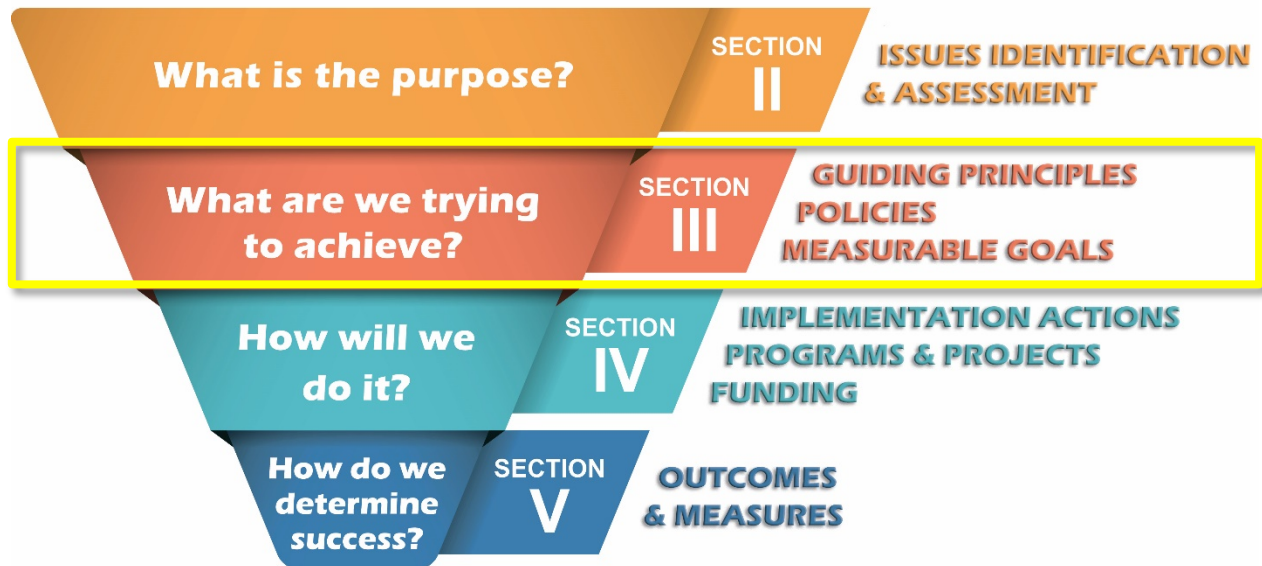 What is the purpose?
SECTION
II
ISSUES IDENTIFICATION
& ASSESSMENT
What are we trying
to achieve?
SECTION
III
GUIDING PRINCIPLES
POLICIES
MEASURABLE GOALS
How will we
do it?
SECTION
IV
IMPLEMENTATION ACTIONS
PROGRAMS & PROJECTS
FUNDING
How do we
determine
success?
SECTION
V
OUTCOMES
& MEASURES